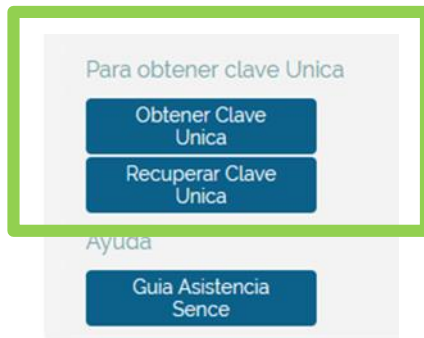 Para obtener clave Unica
Obtener Clave
Unica
Recuperar Clave
Unica
Ayuda
Guia Asistencia
Sence